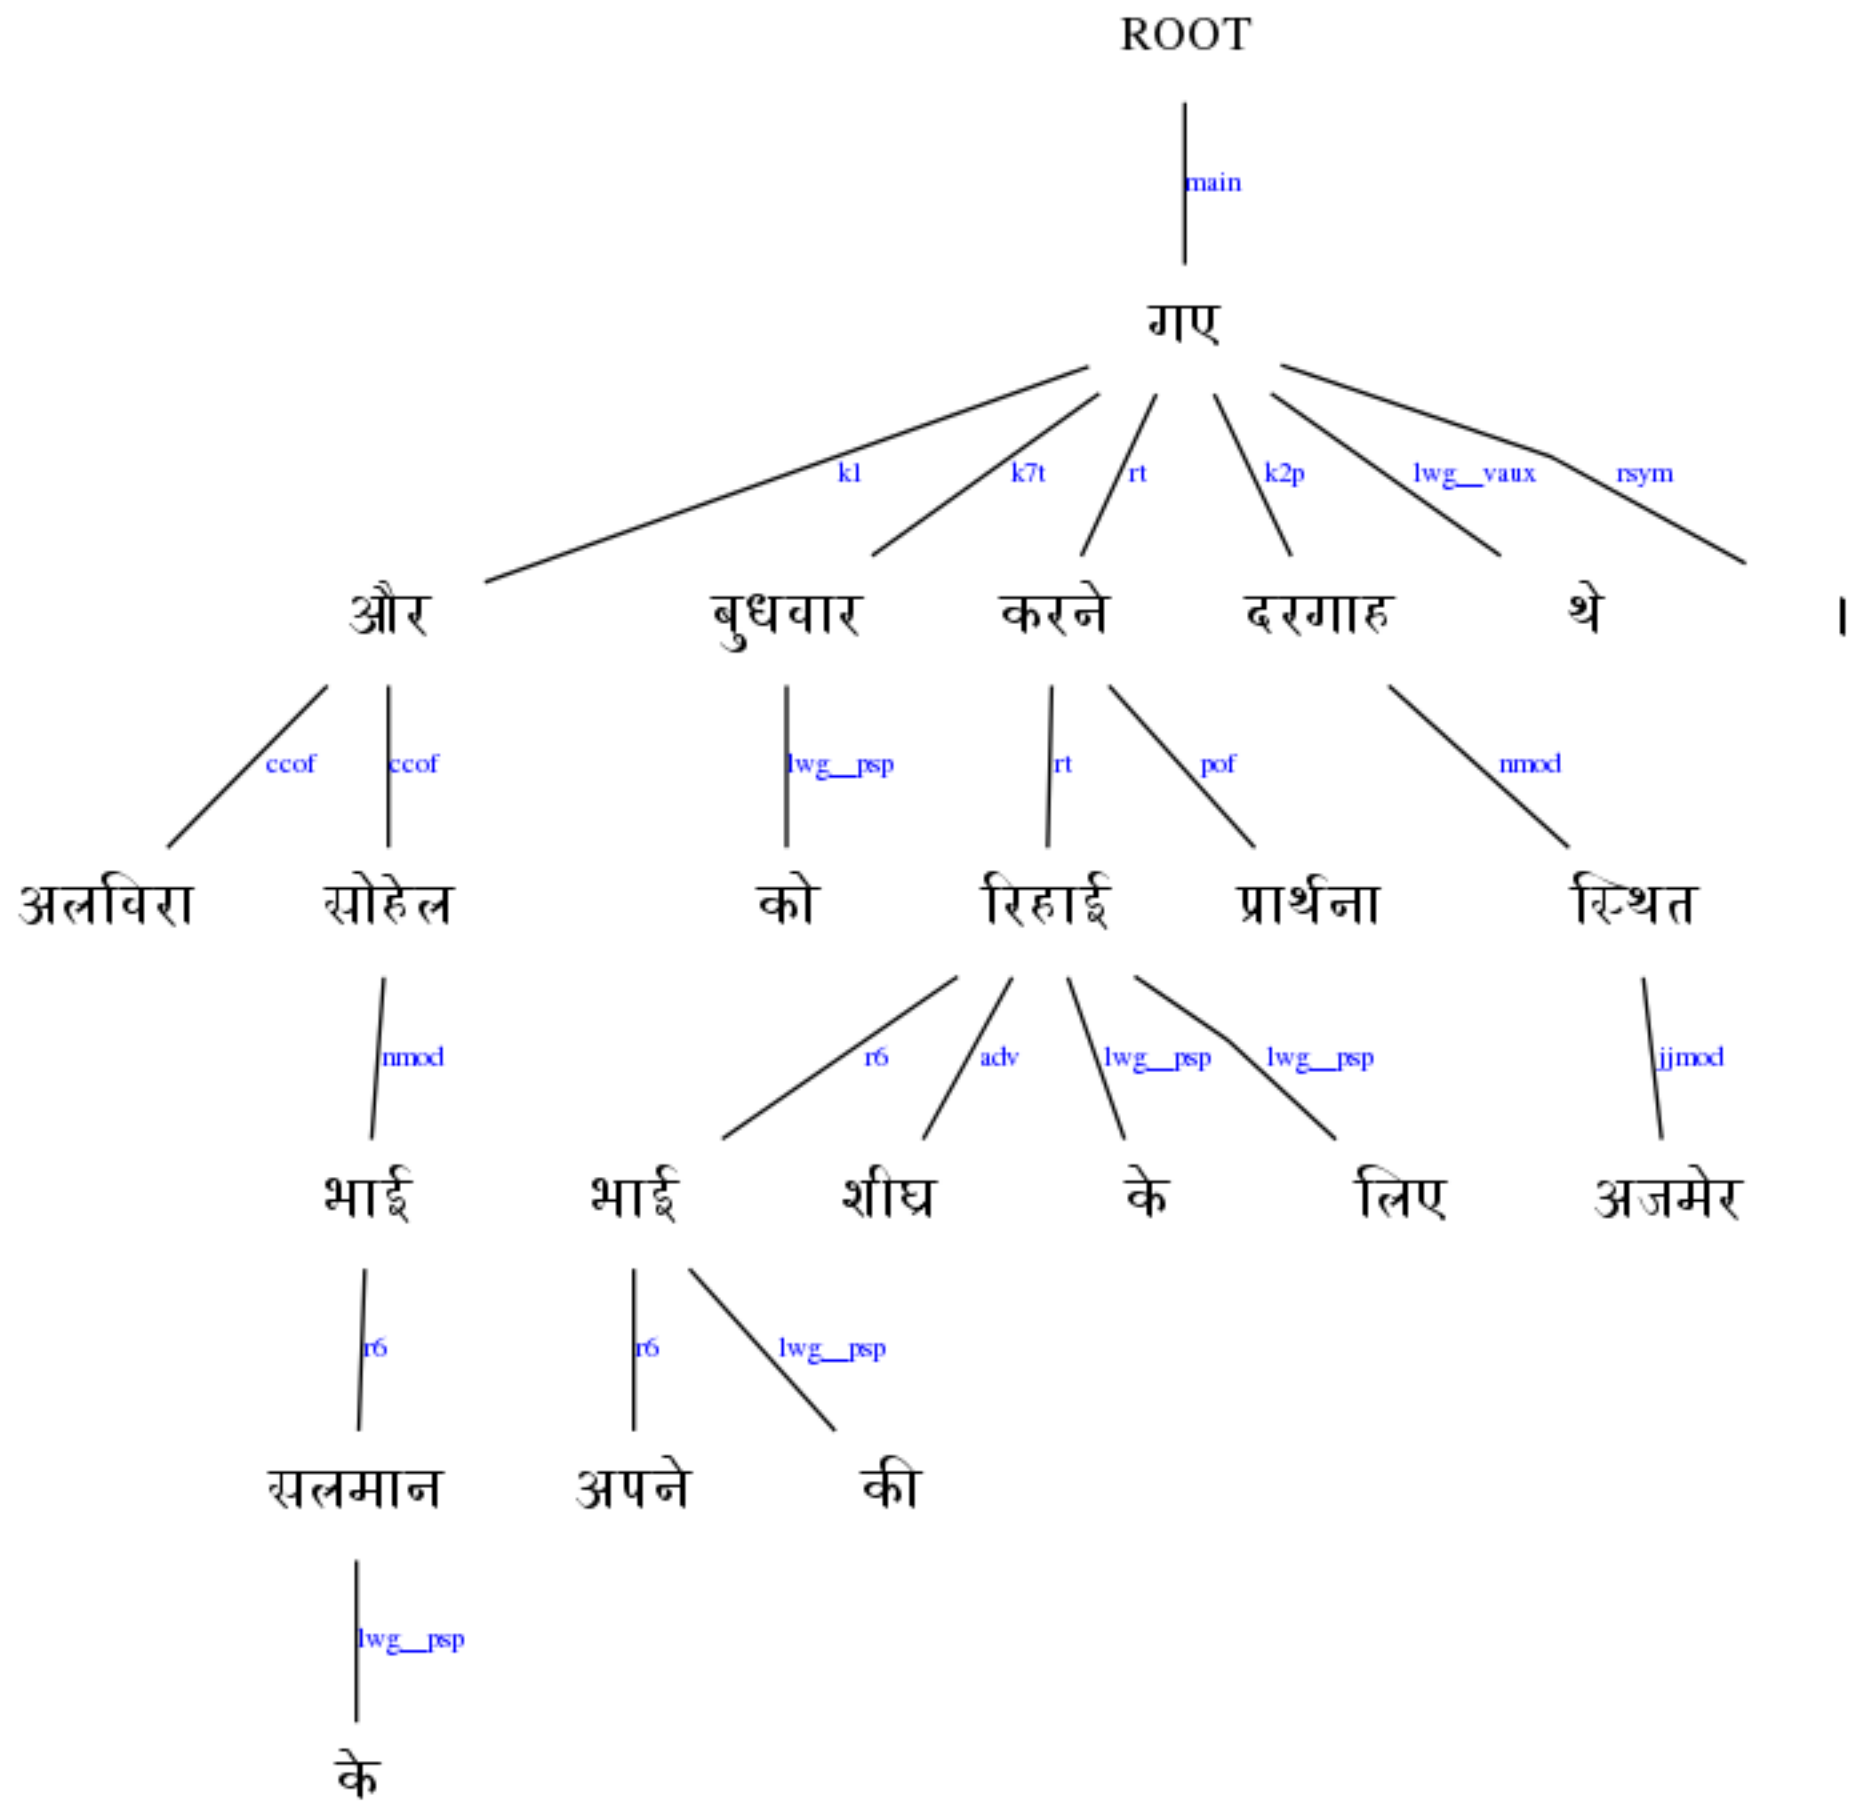 ROOT
main
गए
k1 k7t rt k2p lwg__vaux rsym
और बुधवार करने दरगाह थे ।
ccof ccof lwg__psp rt pof nmod
अलविरा सोहेल को रिहाई प्रार्थना स्थित
nmod r6 adv lwg__psp lwg__psp jjmod
भाई भाई शीघ्र के लिए अजमेर
r6 r6 lwg__psp
सलमान अपने की
lwg__psp
के